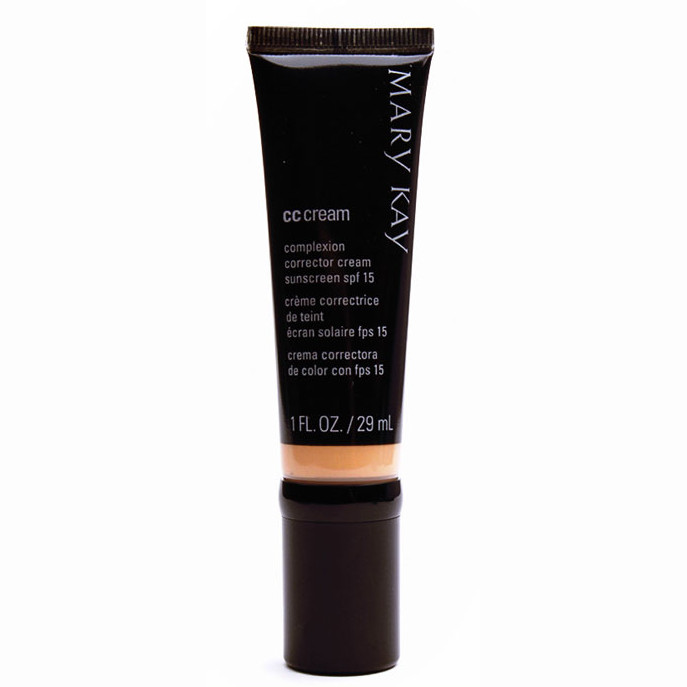 MARY KAY
cc cream
complexion
corrector cream
sunscreen spf 15
crème correctrice
de teint
écran solaire fps 15
crema correctora
de color con fps 15
1 FL. OZ. / 29 mL